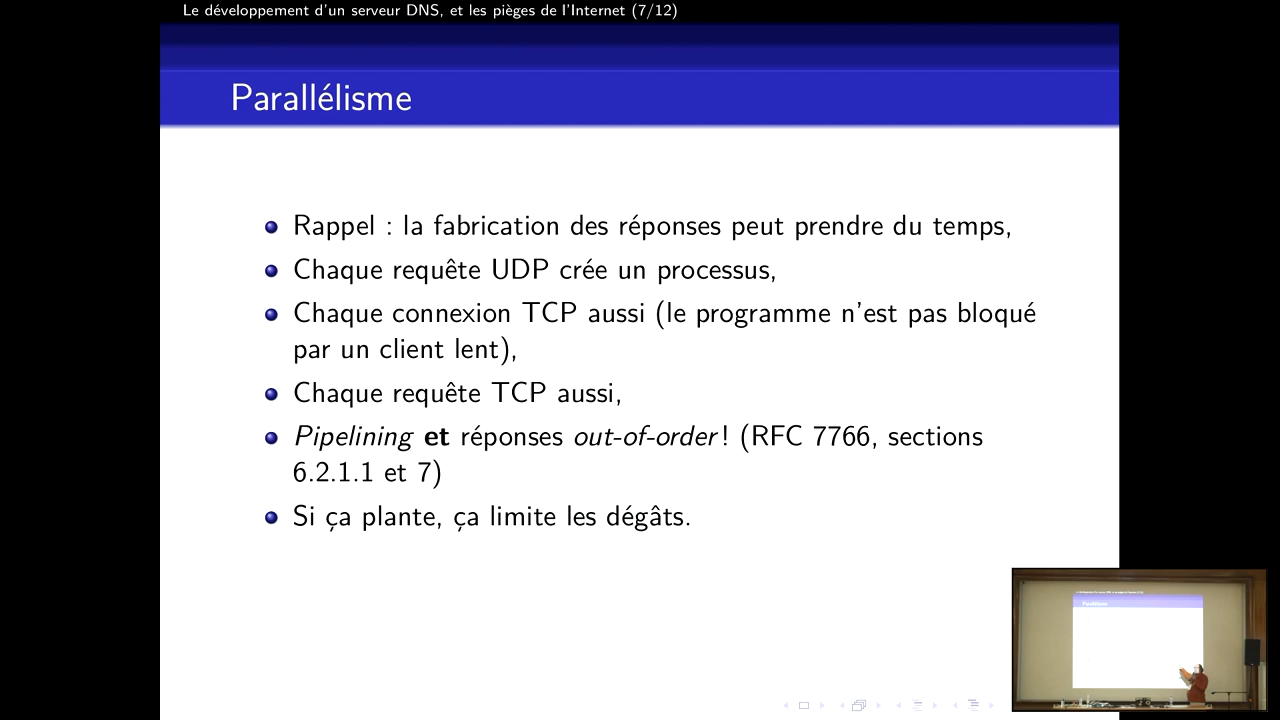 Le développement d'un serveur DNS, et les pièges de l'Internet (7/12)
Parallélisme
Rappel : la fabrication des réponses peut prendre du temps,
Chaque requête UDP crée un processus,
Chaque connexion TCP aussi (le programme n'est pas bloqué
par un client lent),
Chaque requête TCP aussi,
Pipelining et réponses out-of-order ! (RFC 7766, sections
6.2.1.1 et 7)
Si ça plante, ça limite les dégâts.
Parallélisme